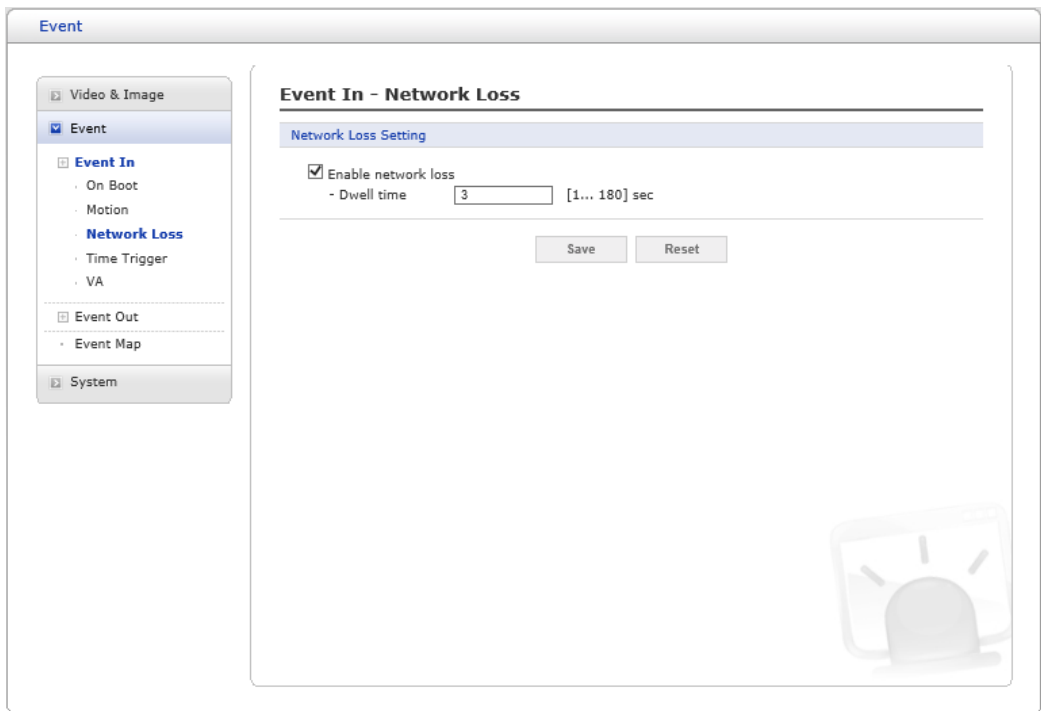 Event
Video & Image
Event
Event In
On Boot
Motion
Network Loss
Time Trigger
VA
Event Out
Event Map
System
Event In - Network Loss
Network Loss Setting
Enable network loss
- Dwell time 3 [1... 180] sec
Save Reset